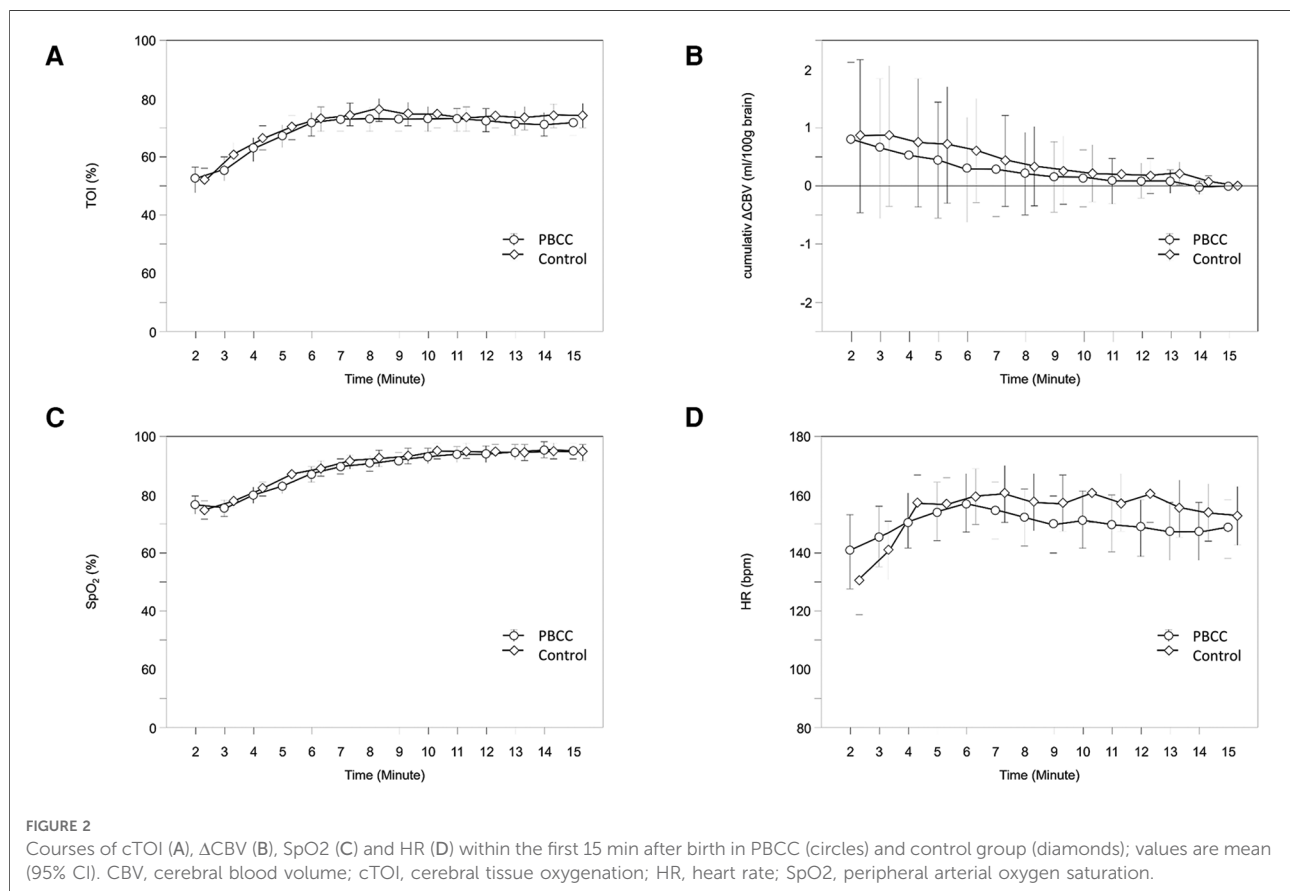 A
100
80
60
40
60
0
TOI (%)
PBCC
Control
2 3 4 5 6 7 8 9 10 11 12 13 14 15
Time (Minute)
B
2
1
0
-1
-2
cumulativ ΔCBV (ml/100g brain)
PBCC
Control
2 3 4 5 6 7 8 9 10 11 12 13 14 15
Time (Minute)
C
100
80
60
40
60
0
SpO₂ (%)
PBCC
Control
2 3 4 5 6 7 8 9 10 11 12 13 14 15
Time (Minute)
D
180
160
140
120
100
80
HR (bpm)
PBCC
Control
2 3 4 5 6 7 8 9 10 11 12 13 14 15
Time (Minute)
FIGURE 2
Courses of cTOI (A), ΔCBV (B), SpO2 (C) and HR (D) within the first 15 min after birth in PBCC (circles) and control group (diamonds); values are mean
(95% CI). CBV, cerebral blood volume; cTOI, cerebral tissue oxygenation; HR, heart rate; SpO2, peripheral arterial oxygen saturation.